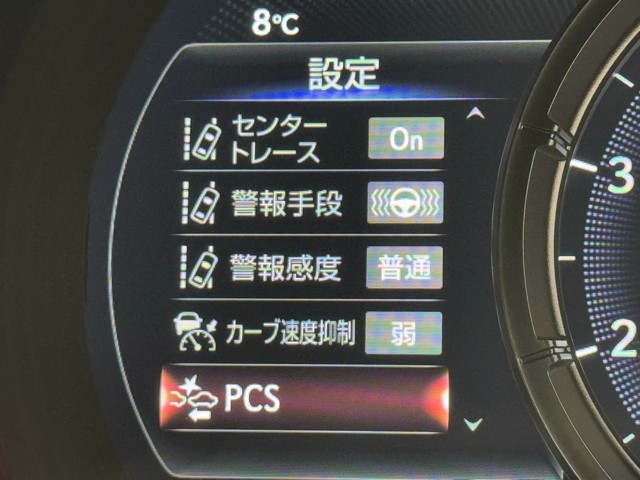 8°C
設定
センター
トレース
On
警報手段
警報感度 普通
カーブ速度抑制 弱
PCS
3
2